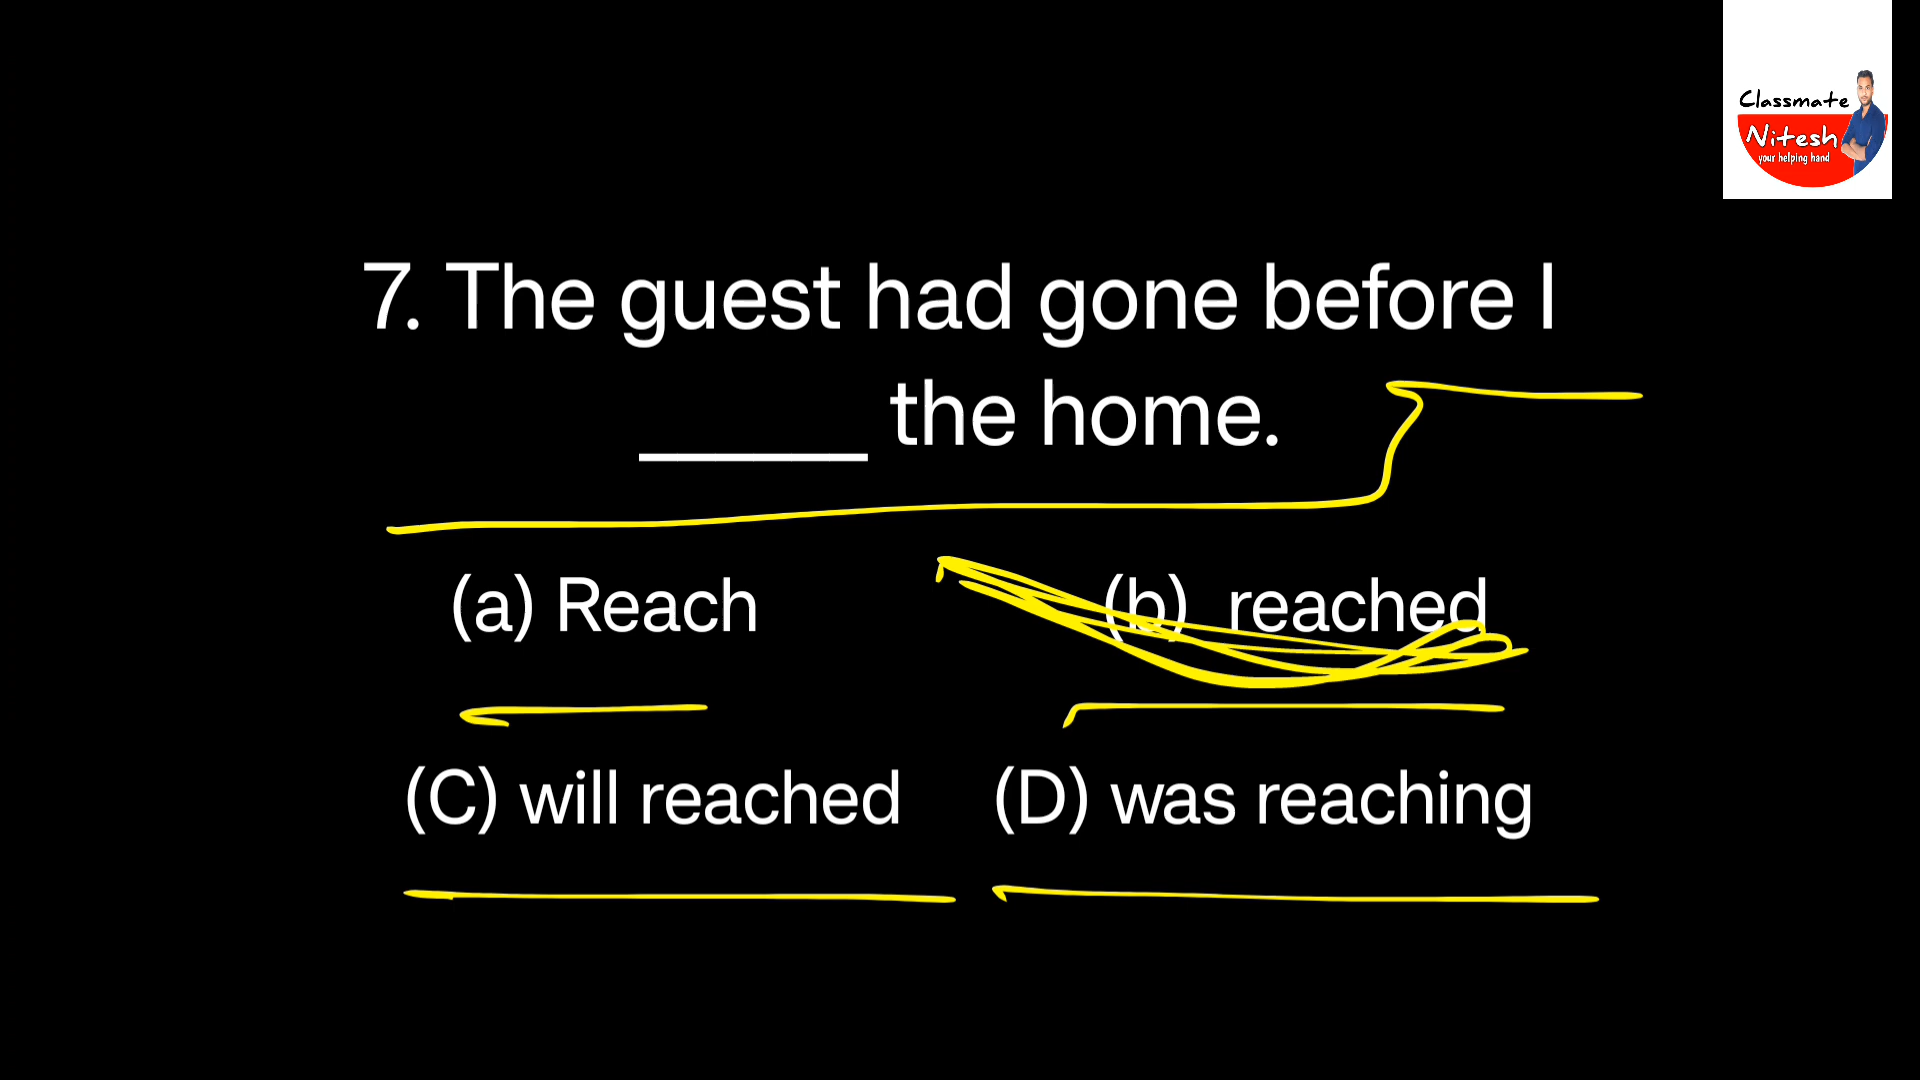 Classmate
Nitesh
your helping hand
7. The guest had gone before I
______ the home.
(a) Reach (b) reached
(C) will reached (D) was reaching